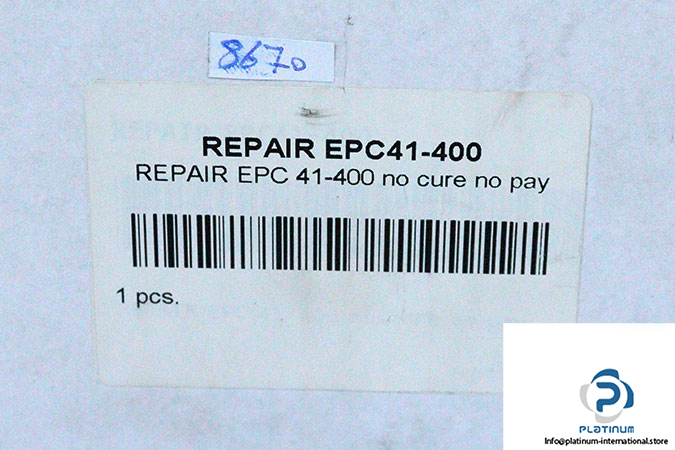 8670
REPAIR EPC41-400
REPAIR EPC 41-400 no cure no pay
1 pcs.
PLATINUM
Info@platinum-international.store